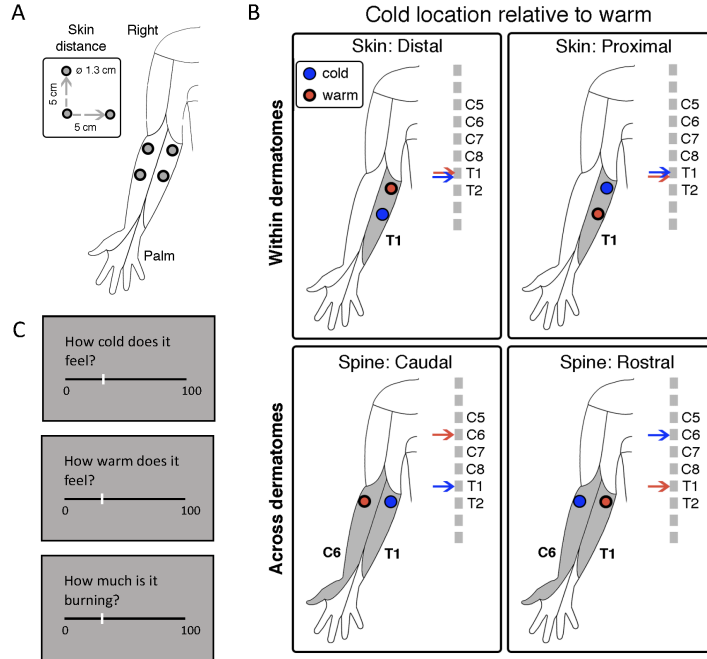 A
Skin
distance
ø 1.3 cm
5 cm
5 cm
Right
Palm
B
Cold location relative to warm
Within dermatomes
Skin: Distal
cold
warm
C5
C6
C7
C8
T1
T2
T1
Skin: Proximal
C5
C6
C7
C8
T1
T2
T1
Across dermatomes
Spine: Caudal
C5
C6
C7
C8
T1
T2
C6
T1
Spine: Rostral
C5
C6
C7
C8
T1
T2
C6
T1
C
How cold does it
feel?
0 100
How warm does it
feel?
0 100
How much is it
burning?
0 100